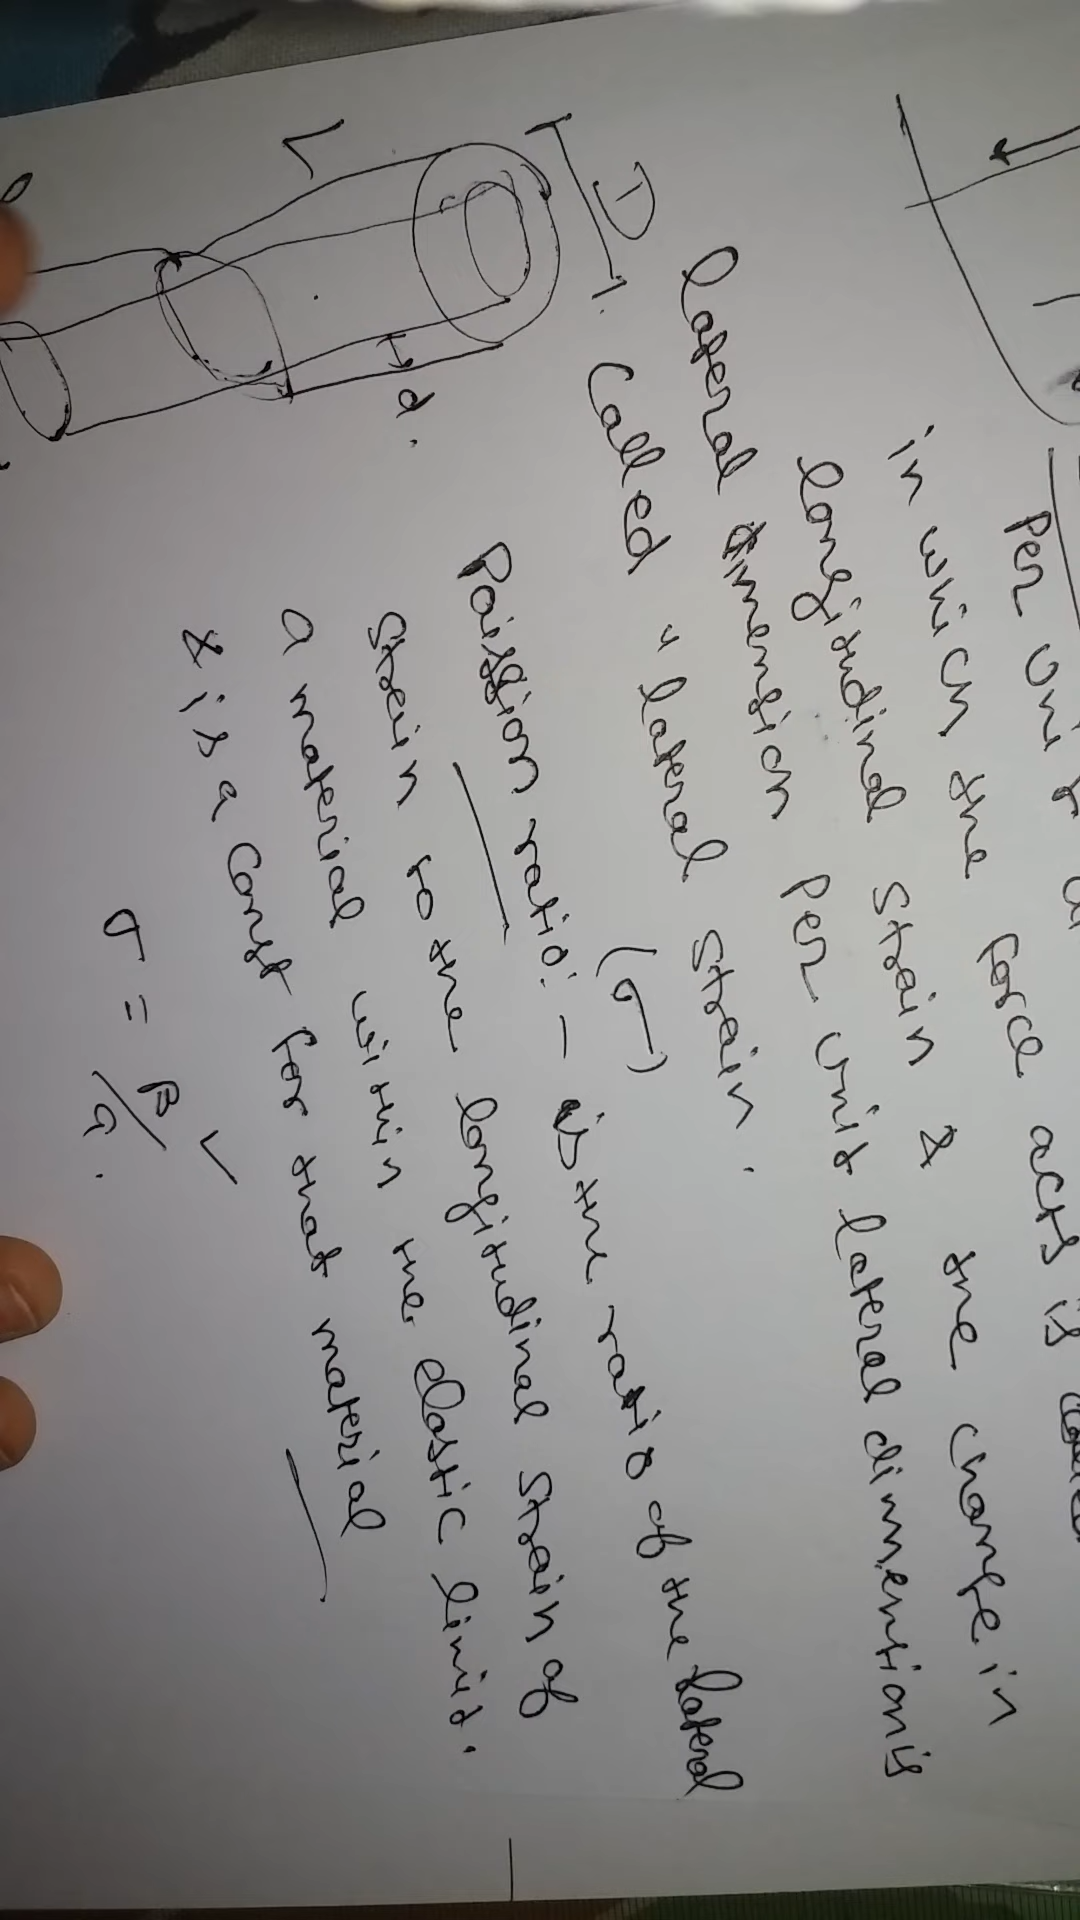 Per unit
in which the force acts is called
longitudinal strain & the change in
lateral dimension per unit lateral dimmention is
Called " lateral strain.
(σ)
Poission ratio: - is the ratio of the lateral
strain to the longitudinal strain of
a material within the elastic limit.
& is a const for that material
σ = β/α.
D
L
d.